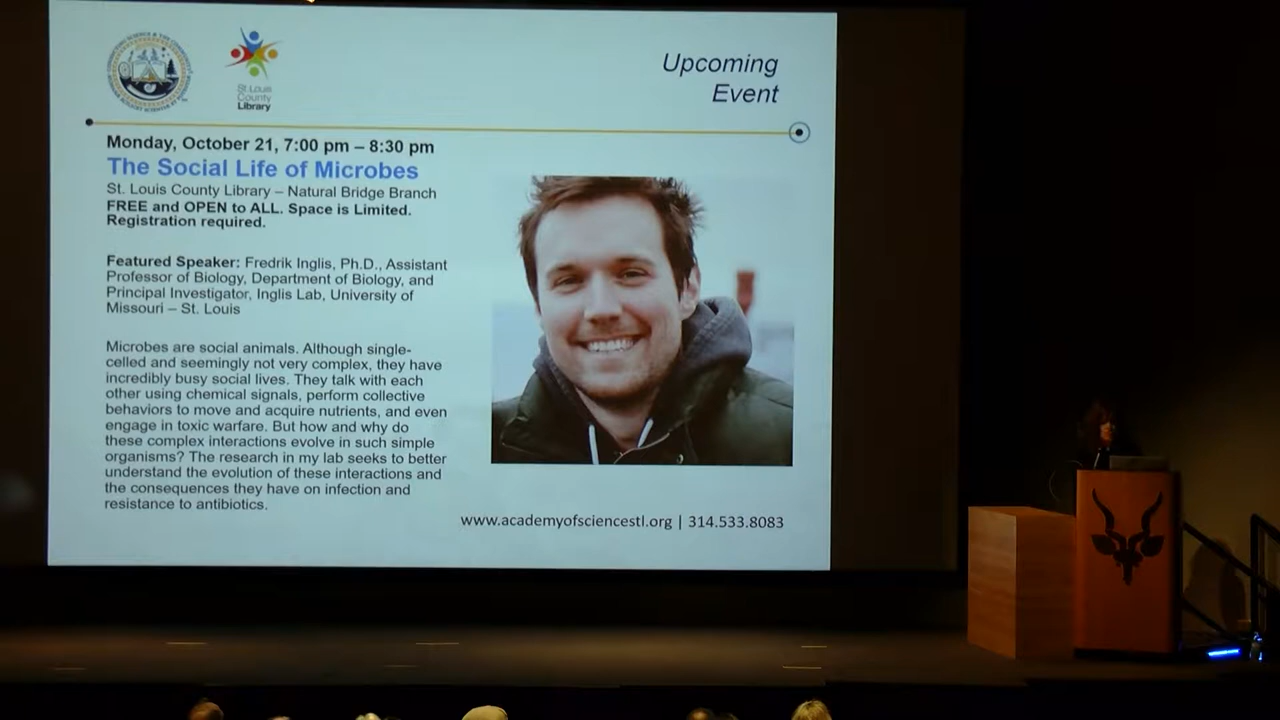 St Louis
County
Library
Upcoming
Event
Monday, October 21, 7:00 pm – 8:30 pm
The Social Life of Microbes
St. Louis County Library – Natural Bridge Branch
FREE and OPEN to ALL. Space is Limited.
Registration required.
Featured Speaker: Fredrik Inglis, Ph.D., Assistant
Professor of Biology, Department of Biology, and
Principal Investigator, Inglis Lab, University of
Missouri – St. Louis
Microbes are social animals. Although single-
celled and seemingly not very complex, they have
incredibly busy social lives. They talk with each
other using chemical signals, perform collective
behaviors to move and acquire nutrients, and even
engage in toxic warfare. But how and why do
these complex interactions evolve in such simple
organisms? The research in my lab seeks to better
understand the evolution of these interactions and
the consequences they have on infection and
resistance to antibiotics.
www.academyofsciencestl.org | 314.533.8083